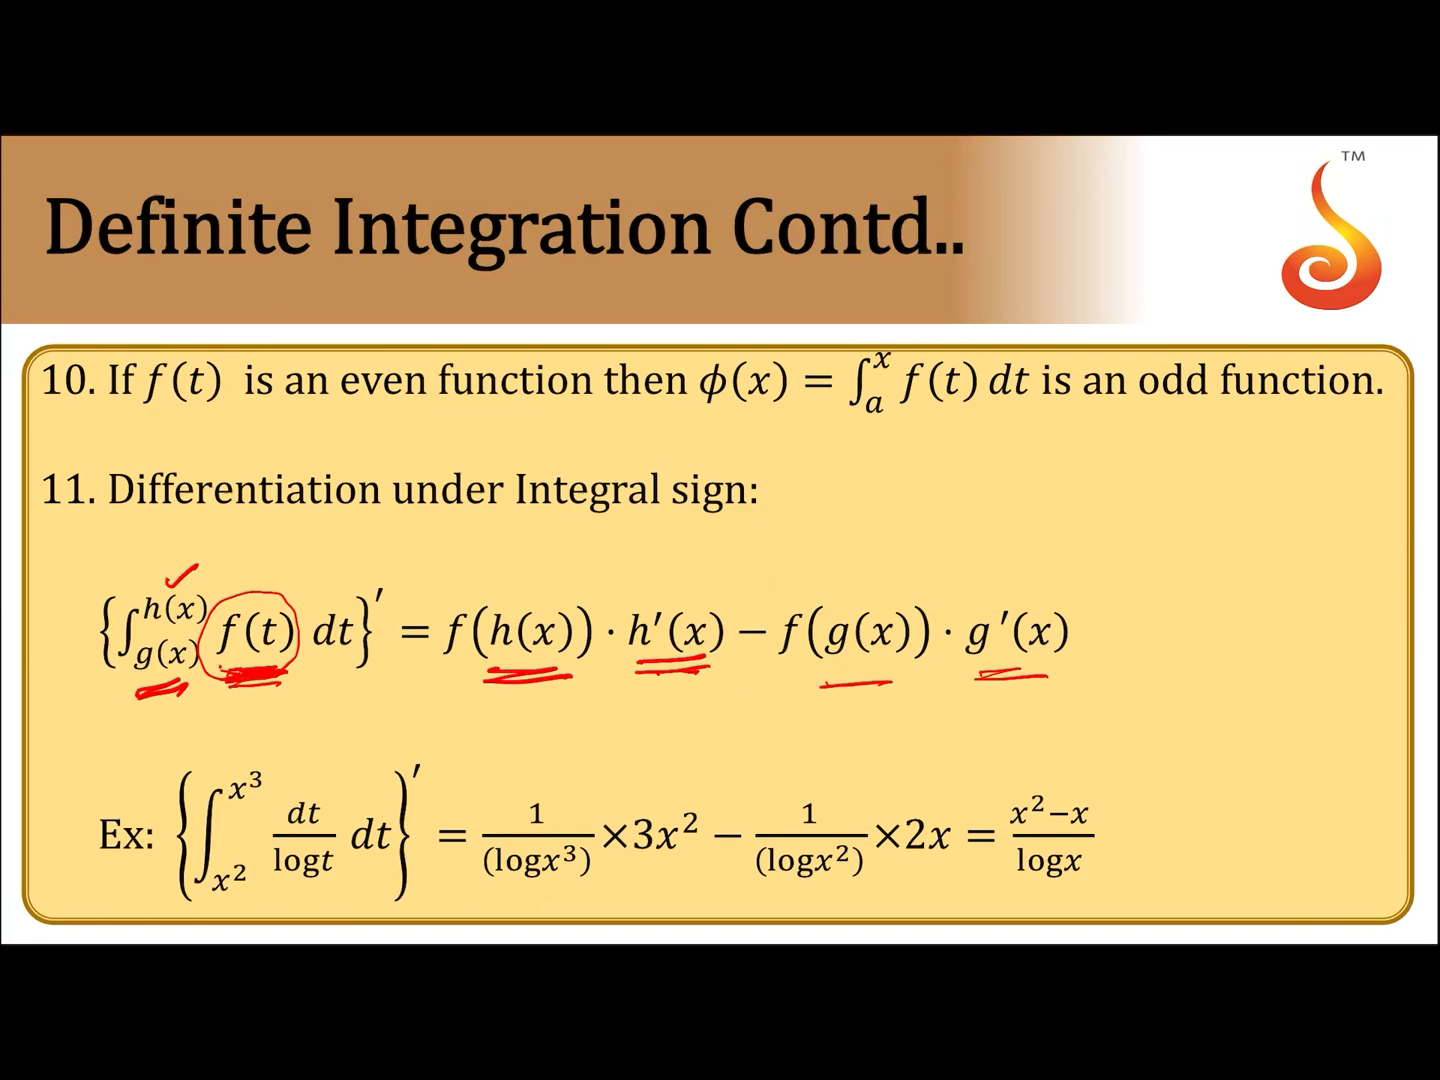 Definite Integration Contd..
TM
10. If f(t) is an even function then ϕ(x) = ∫ₐˣ f(t) dt is an odd function.
11. Differentiation under Integral sign:
{∫_{g(x)}^{h(x)} f(t) dt}′ = f(h(x)) · h′(x) − f(g(x)) · g′(x)
Ex: {∫_{x²}^{x³} dt/logt dt}′ = 1/(logx³) ×3x² − 1/(logx²) ×2x = x²−x/logx